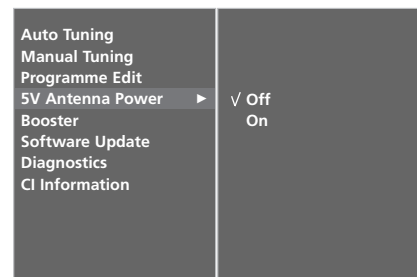 Auto Tuning
Manual Tuning
Programme Edit
5V Antenna Power ►
Booster
Software Update
Diagnostics
CI Information
√ Off
On